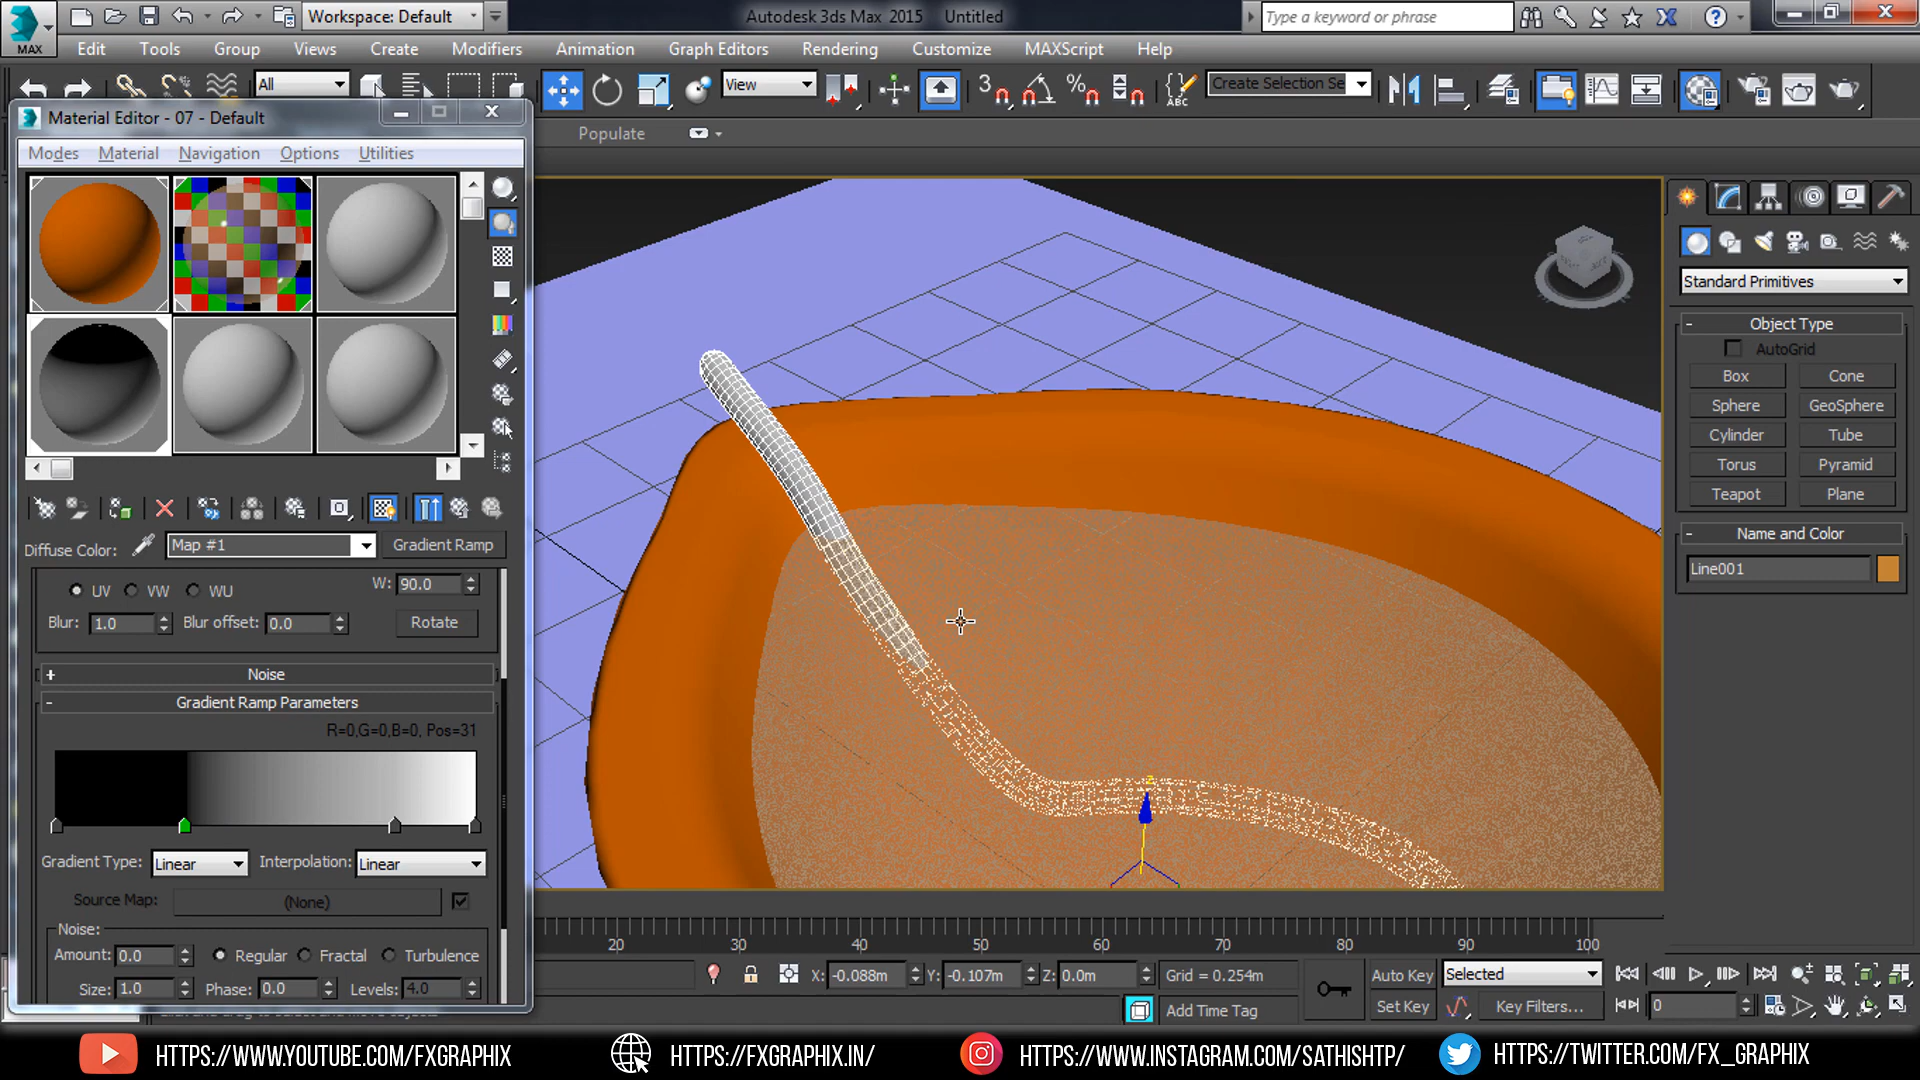 Workspace: Default
Autodesk 3ds Max 2015 Untitled
Type a keyword or phrase
MAX
Edit Tools Group Views Create Modifiers Animation Graph Editors Rendering Customize MAXScript Help
All
View
3
ABC
Create Selection Se
Populate
Material Editor - 07 - Default
Modes Material Navigation Options Utilities
Diffuse Color: Map #1 Gradient Ramp
UV VW WU W: 90.0
Blur: 1.0 Blur offset: 0.0 Rotate
+ Noise
- Gradient Ramp Parameters
R=0,G=0,B=0, Pos=31
Gradient Type: Linear Interpolation: Linear
Source Map: (None)
Noise:
Amount: 0.0 Regular Fractal Turbulence
Size: 1.0 Phase: 0.0 Levels: 4.0
z
Standard Primitives
- Object Type
AutoGrid
Box Cone
Sphere GeoSphere
Cylinder Tube
Torus Pyramid
Teapot Plane
- Name and Color
Line001
20 30 40 50 60 70 80 90 100
X: -0.088m Y: -0.107m Z: 0.0m Grid = 0.254m
Add Time Tag
Auto Key Selected
Set Key Key Filters...
0
HTTPS://WWW.YOUTUBE.COM/FXGRAPHIX HTTPS://FXGRAPHIX.IN/ HTTPS://WWW.INSTAGRAM.COM/SATHISHTP/ HTTPS://TWITTER.COM/FX_GRAPHIX